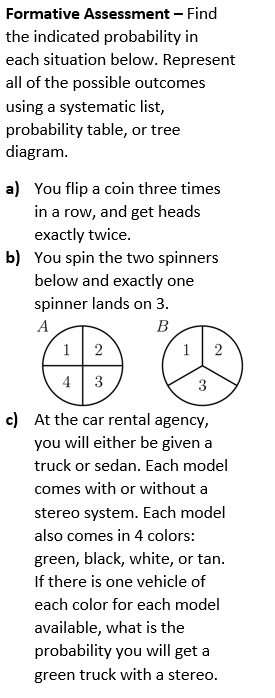 Formative Assessment – Find
the indicated probability in
each situation below. Represent
all of the possible outcomes
using a systematic list,
probability table, or tree
diagram.
a) You flip a coin three times
in a row, and get heads
exactly twice.
b) You spin the two spinners
below and exactly one
spinner lands on 3.
A B
1 2 1 2
4 3 3
c) At the car rental agency,
you will either be given a
truck or sedan. Each model
comes with or without a
stereo system. Each model
also comes in 4 colors:
green, black, white, or tan.
If there is one vehicle of
each color for each model
available, what is the
probability you will get a
green truck with a stereo.